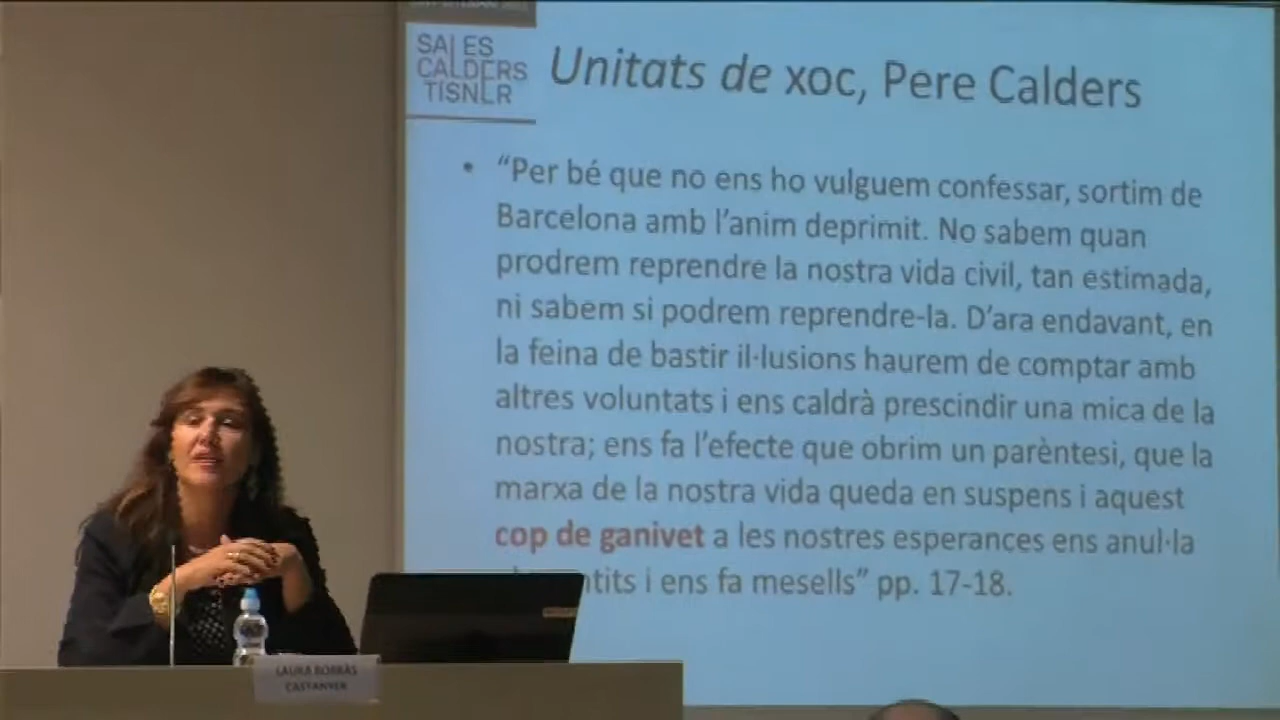 SALES
CALDERS
TISNER
Unitats de xoc, Pere Calders
• “Per bé que no ens ho vulguem confessar, sortim de
Barcelona amb l’anim deprimit. No sabem quan
prodrem reprendre la nostra vida civil, tan estimada,
ni sabem si podrem reprendre-la. D’ara endavant, en
la feina de bastir il·lusions haurem de comptar amb
altres voluntats i ens caldrà prescindir una mica de la
nostra; ens fa l’efecte que obrim un parèntesi, que la
marxa de la nostra vida queda en suspens i aquest
cop de ganivet a les nostres esperances ens anul·la
i ens fa mesells” pp. 17-18.
LAURA BORRÀS
CASTANYER